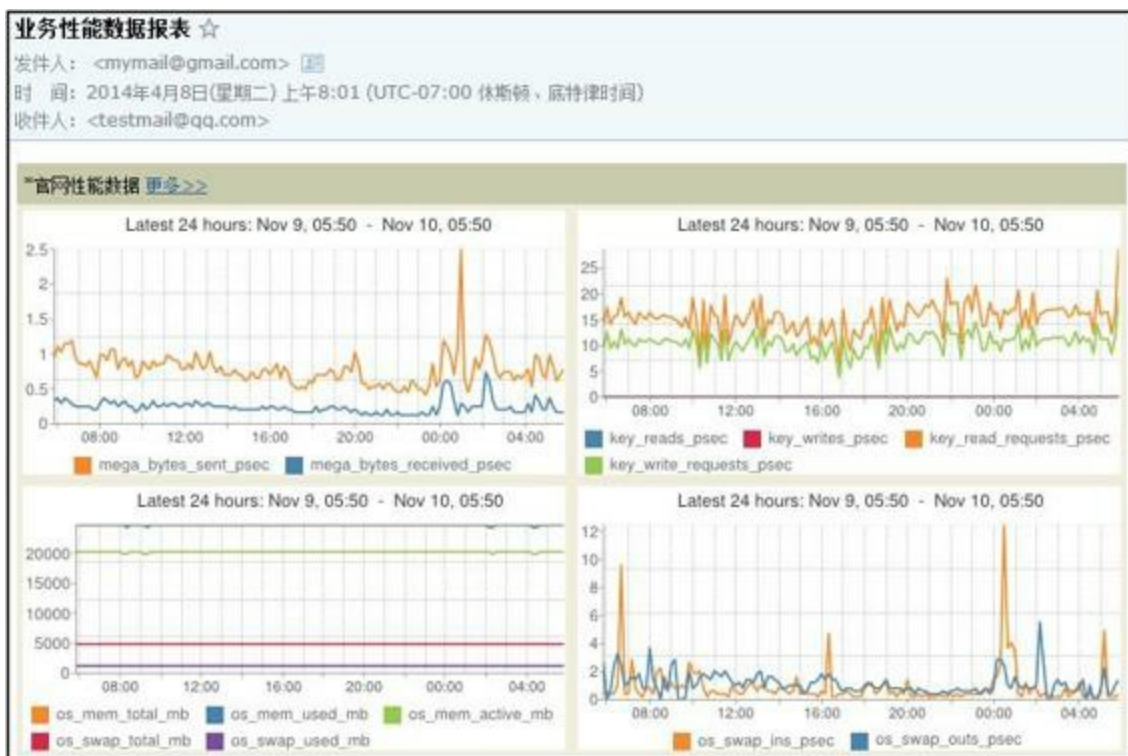 业务性能数据报表 ☆
发件人： <mymail@gmail.com>
时 间：2014年4月8日(星期二) 上午8:01 (UTC-07:00 休斯顿、底特律时间)
收件人：<testmail@qq.com>
"官网性能数据 更多>>
Latest 24 hours: Nov 9, 05:50 - Nov 10, 05:50
2.5
2
1.5
1
0.5
0
08:00 12:00 16:00 20:00 00:00 04:00
mega_bytes_sent_psec mega_bytes_received_psec
Latest 24 hours: Nov 9, 05:50 - Nov 10, 05:50
25
20
15
10
5
0
08:00 12:00 16:00 20:00 00:00 04:00
key_reads_psec key_writes_psec key_read_requests_psec
key_write_requests_psec
Latest 24 hours: Nov 9, 05:50 - Nov 10, 05:50
20000
15000
10000
5000
0
08:00 12:00 16:00 20:00 00:00 04:00
os_mem_total_mb os_mem_used_mb os_mem_active_mb
os_swap_total_mb os_swap_used_mb
Latest 24 hours: Nov 9, 05:50 - Nov 10, 05:50
12
10
8
6
4
2
0
08:00 12:00 16:00 20:00 00:00 04:00
os_swap_ins_psec os_swap_outs_psec